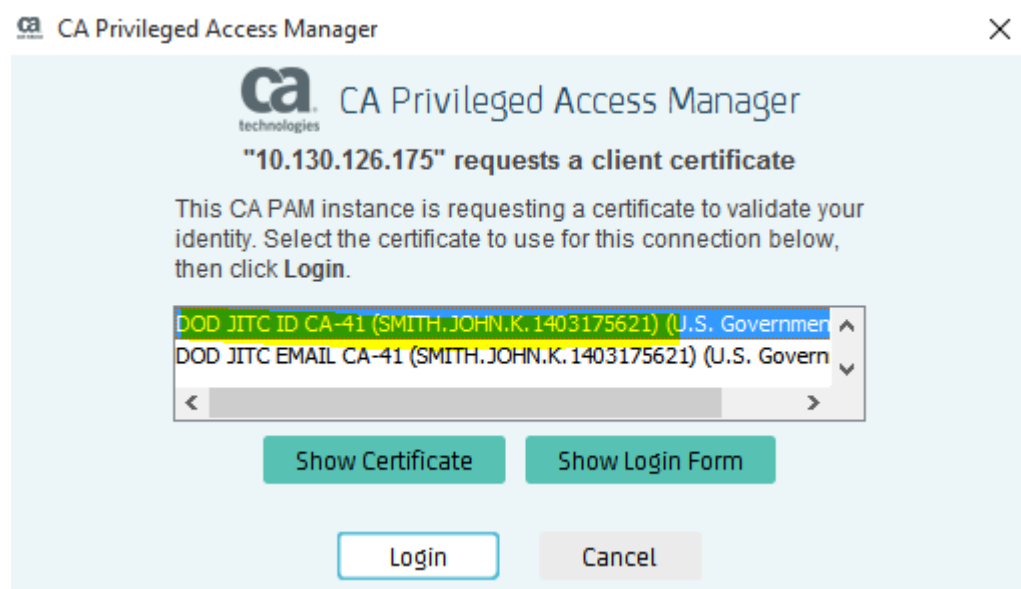 CA Privileged Access Manager
ca technologies CA Privileged Access Manager
"10.130.126.175" requests a client certificate
This CA PAM instance is requesting a certificate to validate your
identity. Select the certificate to use for this connection below,
then click Login.
DOD JITC ID CA-41 (SMITH.JOHN.K.1403175621) (U.S. Governmen
DOD JITC EMAIL CA-41 (SMITH.JOHN.K.1403175621) (U.S. Govern
Show Certificate Show Login Form
Login Cancel